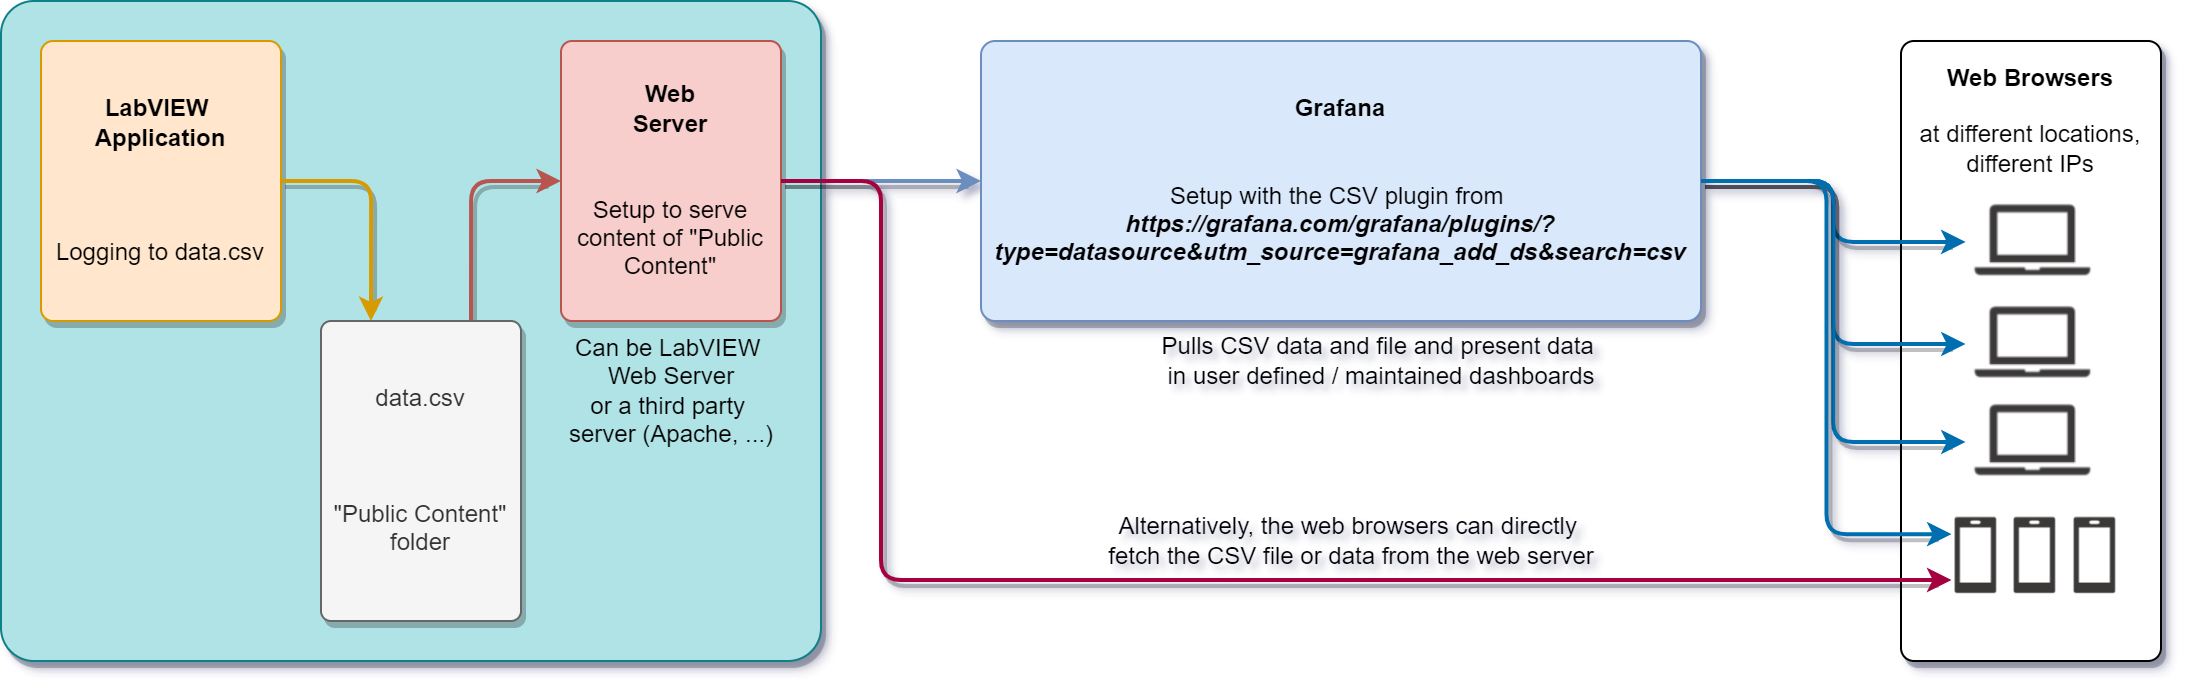 LabVIEW
Application
Logging to data.csv
data.csv
"Public Content"
folder
Web
Server
Setup to serve
content of "Public
Content"
Can be LabVIEW
Web Server
or a third party
server (Apache, ...)
Grafana
Setup with the CSV plugin from
https://grafana.com/grafana/plugins/?
type=datasource&utm_source=grafana_add_ds&search=csv
Pulls CSV data and file and present data
in user defined / maintained dashboards
Alternatively, the web browsers can directly
fetch the CSV file or data from the web server
Web Browsers
at different locations,
different IPs